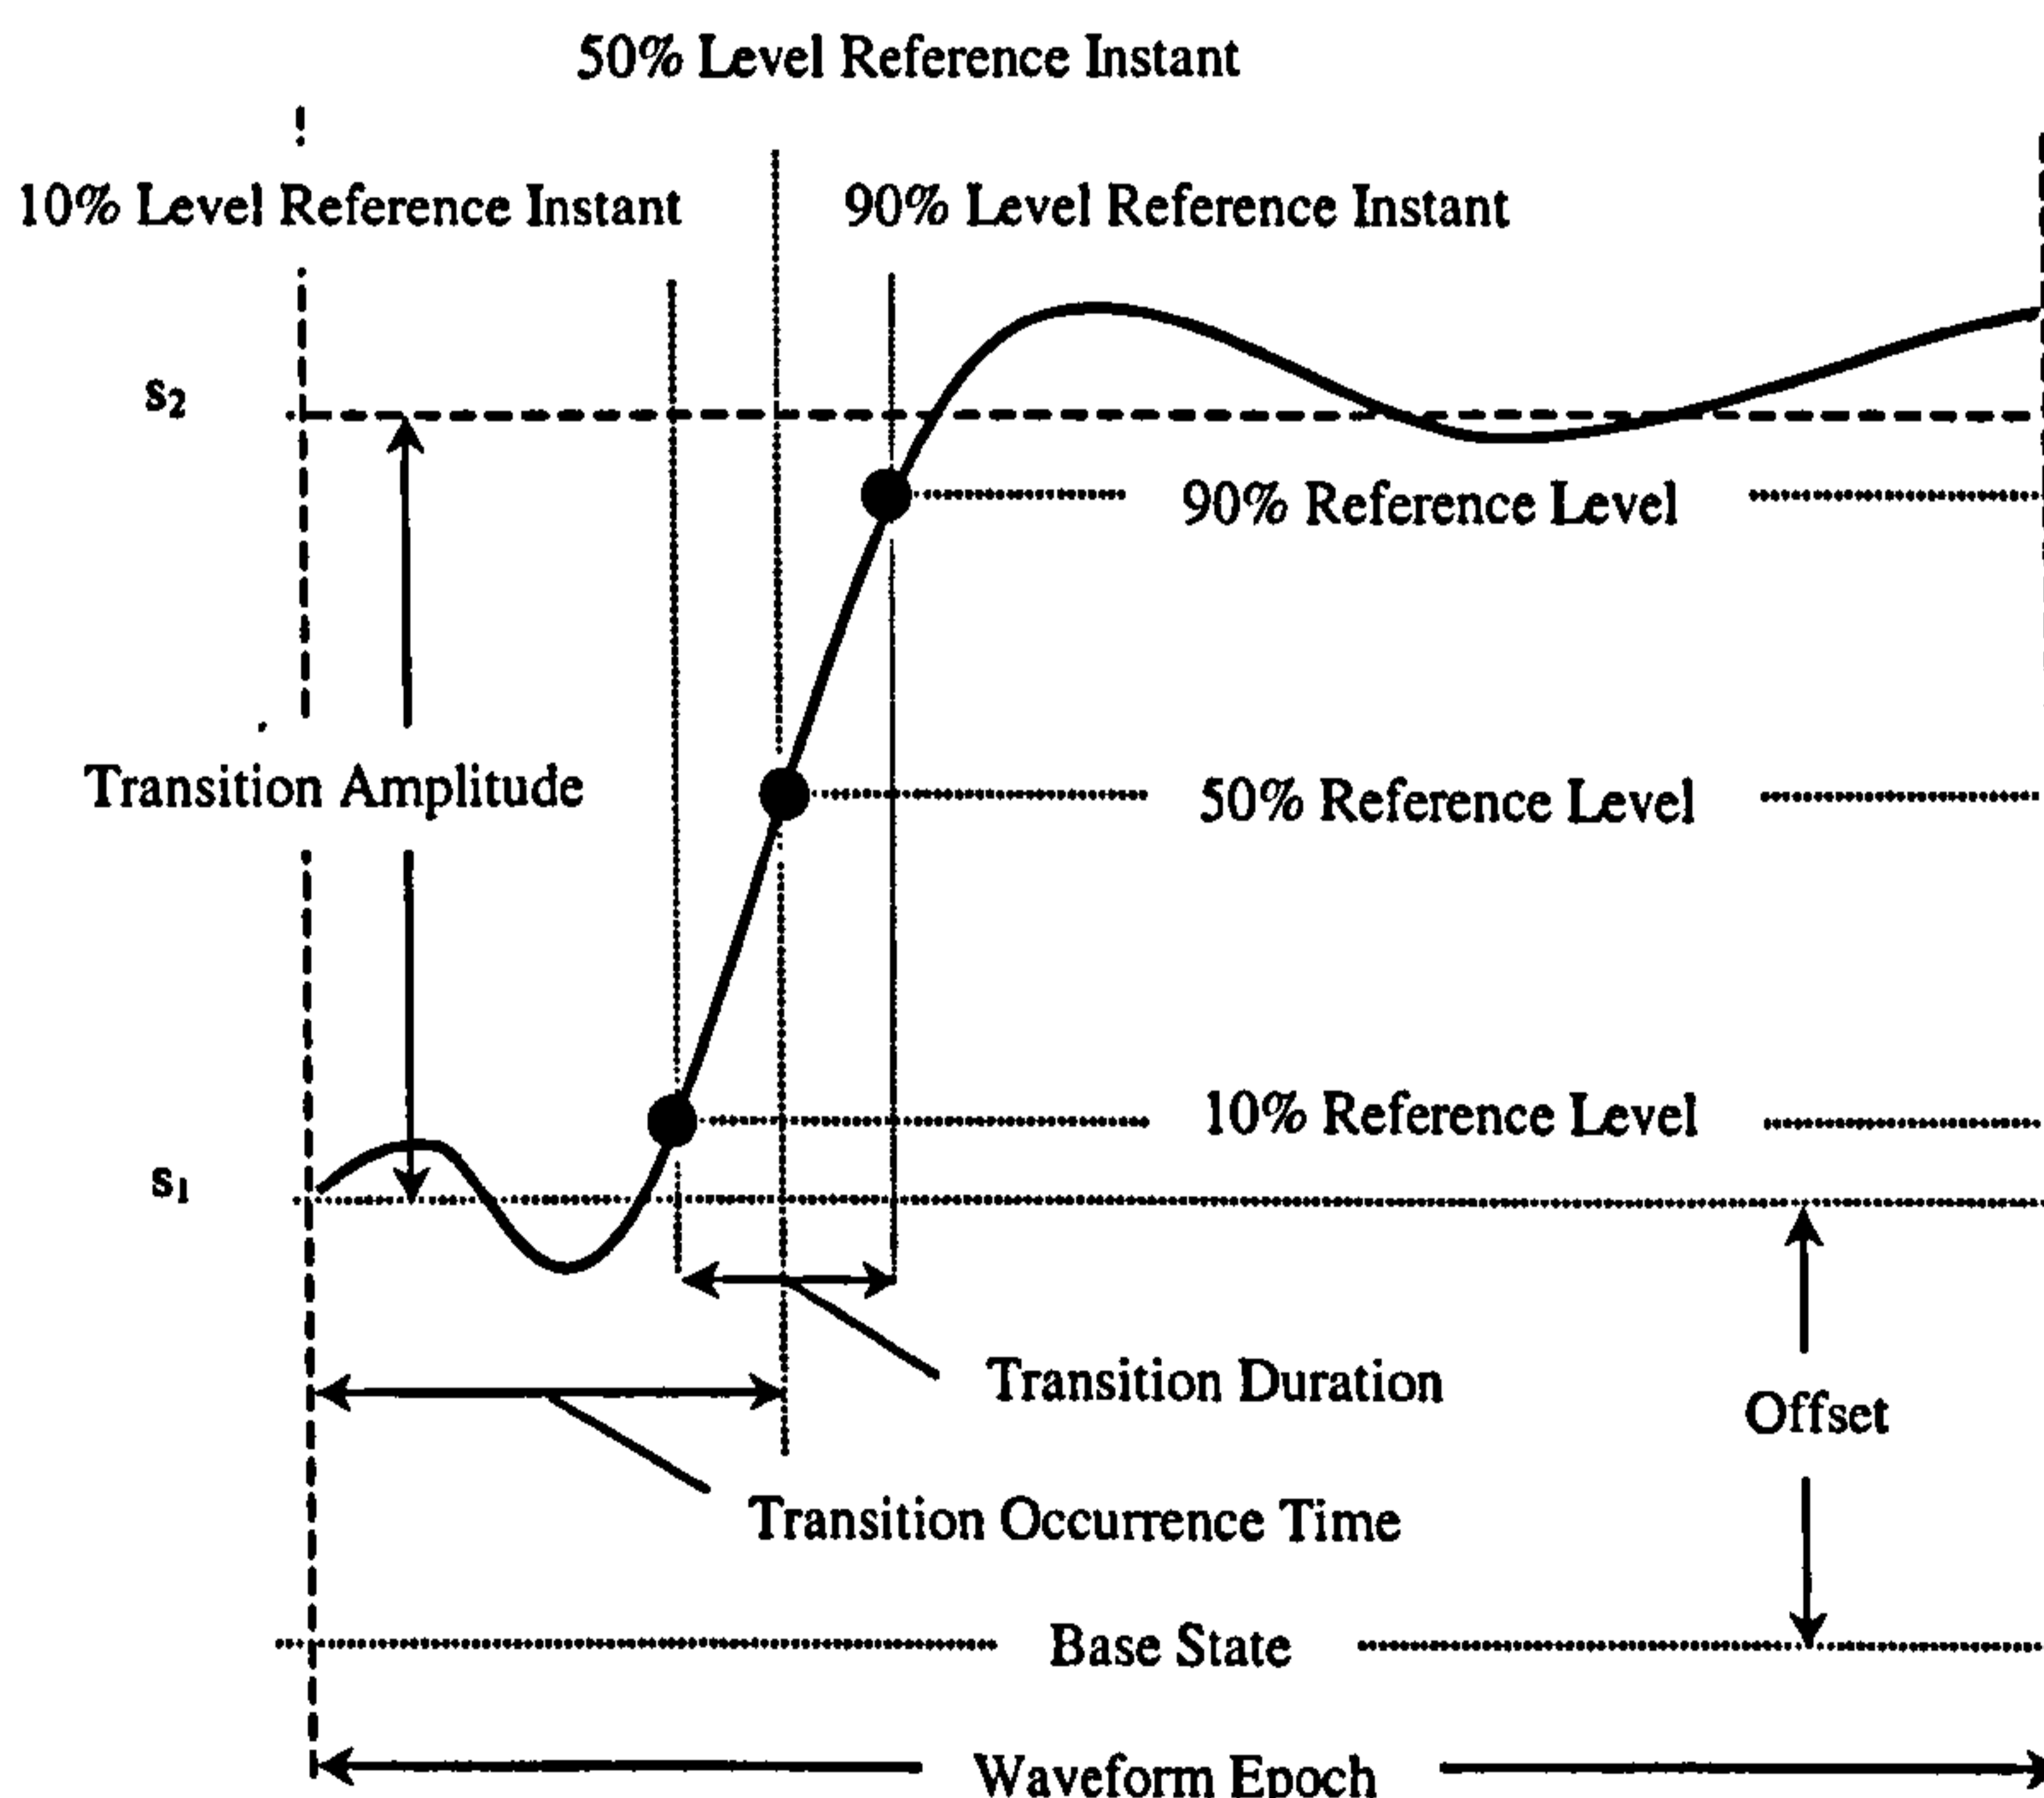 50% Level Reference Instant
10% Level Reference Instant
90% Level Reference Instant
s2
90% Reference Level
Transition Amplitude
50% Reference Level
10% Reference Level
s1
Transition Duration
Offset
Transition Occurrence Time
Base State
Waveform Epoch